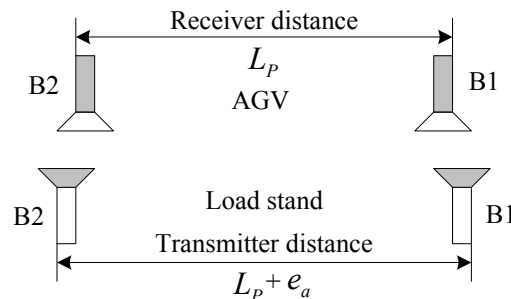 Receiver distance
L_P
B2
AGV
B1
B2
Load stand
B1
Transmitter distance
L_P + e_a